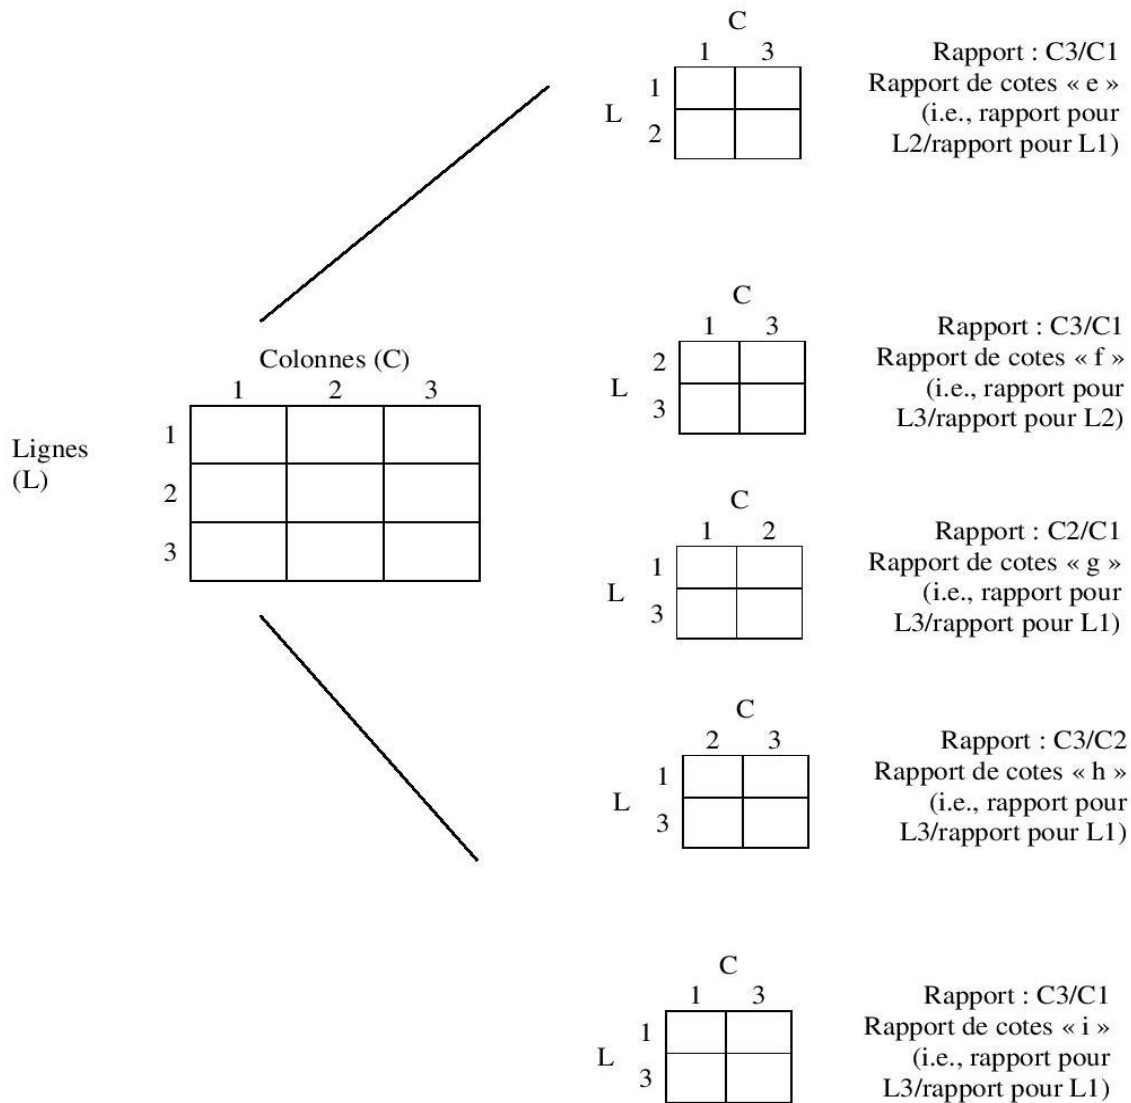 C
1 3
1
L
2
Rapport : C3/C1
Rapport de cotes « e »
(i.e., rapport pour
L2/rapport pour L1)
C
1 3
2
L
3
Rapport : C3/C1
Rapport de cotes « f »
(i.e., rapport pour
L3/rapport pour L2)
Colonnes (C)
1 2 3
Lignes
(L)
1
2
3
C
1 2
1
L
3
Rapport : C2/C1
Rapport de cotes « g »
(i.e., rapport pour
L3/rapport pour L1)
C
2 3
1
L
3
Rapport : C3/C2
Rapport de cotes « h »
(i.e., rapport pour
L3/rapport pour L1)
C
1 3
1
L
3
Rapport : C3/C1
Rapport de cotes « i »
(i.e., rapport pour
L3/rapport pour L1)